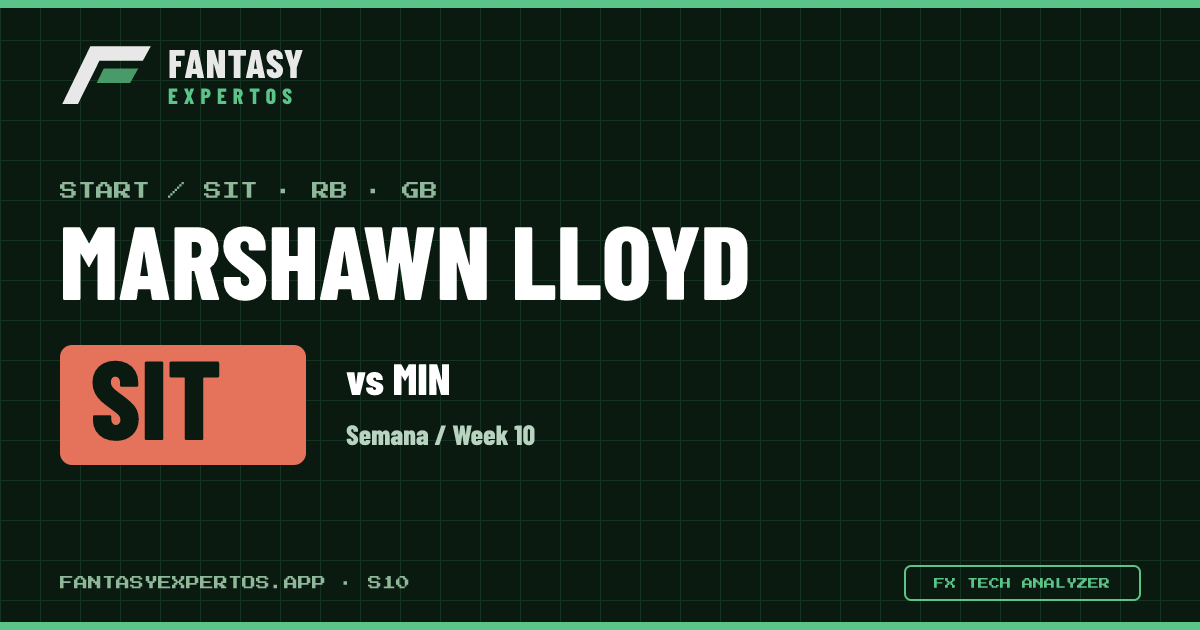 FANTASY
EXPERTOS
START / SIT · RB · GB
MARSHAWN LLOYD
SIT
vs MIN
Semana / Week 10
FANTASYEXPERTOS.APP · S10
FX TECH ANALYZER